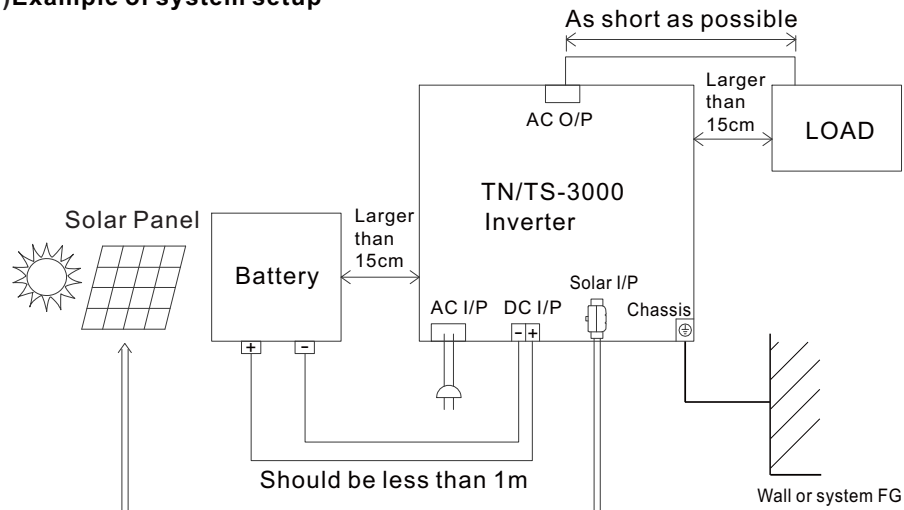 )Example of system setup
As short as possible
Larger
than
15cm
AC O/P
LOAD
TN/TS-3000
Inverter
Solar Panel
Larger
than
15cm
Battery
Solar I/P
AC I/P DC I/P
Chassis
- +
+ -
Should be less than 1m
Wall or system FG